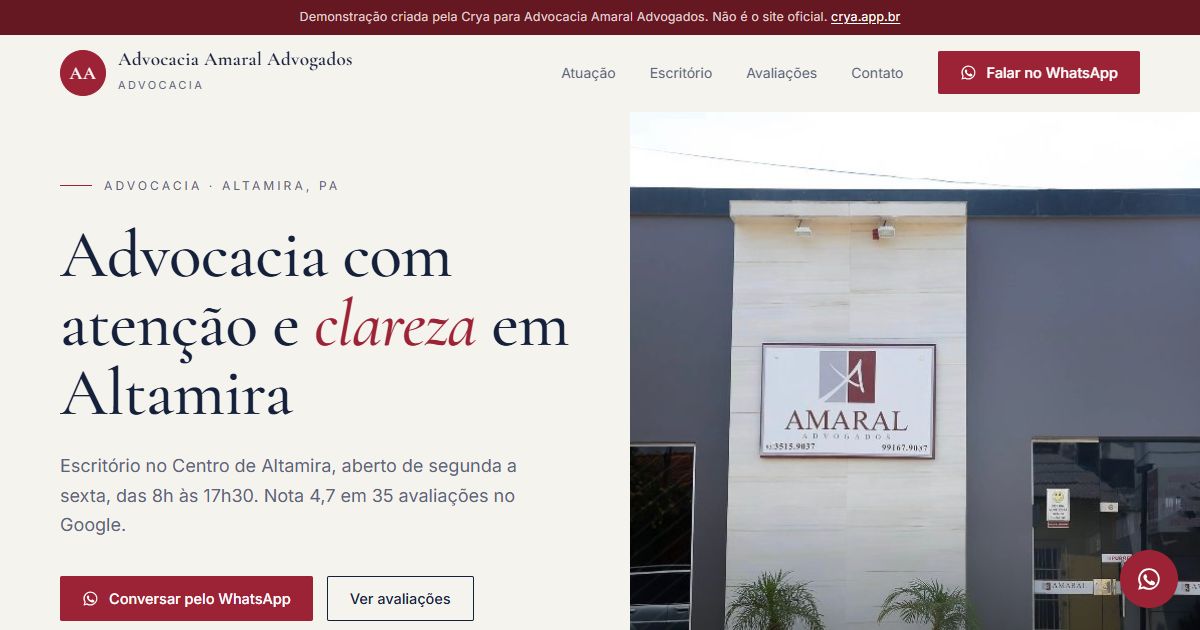 Demonstração criada pela Crya para Advocacia Amaral Advogados. Não é o site oficial. crya.app.br
AA
Advocacia Amaral Advogados
ADVOCACIA
Atuação
Escritório
Avaliações
Contato
Falar no WhatsApp
ADVOCACIA · ALTAMIRA, PA
Advocacia com
atenção e clareza em
Altamira
Escritório no Centro de Altamira, aberto de segunda a
sexta, das 8h às 17h30. Nota 4,7 em 35 avaliações no
Google.
Conversar pelo WhatsApp
Ver avaliações
A
AMARAL
ADVOGADOS
3515.9037
99167.9037
AMARAL